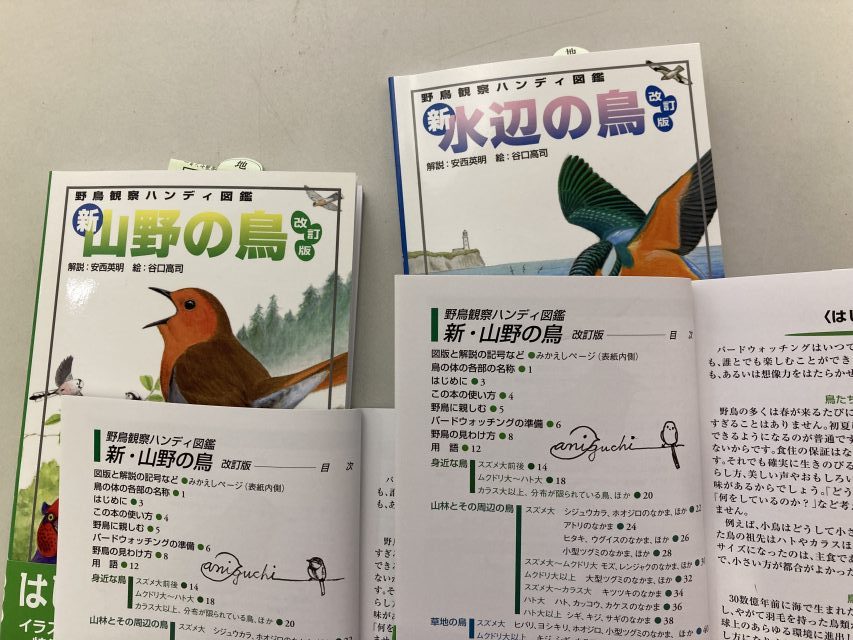 地
野鳥観察ハンディ図鑑
新 水辺の鳥 改訂版
解説：安西英明 絵：谷口高司
地
野鳥観察ハンディ図鑑
新 山野の鳥 改訂版
解説：安西英明 絵：谷口高司
は
イラス
野鳥観察ハンディ図鑑
新・山野の鳥 改訂版 目 次
図版と解説の記号など ●みかえしページ（表紙内側）
鳥の体の各部の名称 ● 1
はじめに ● 3
この本の使い方 ● 4
野鳥に親しむ ● 5
バードウォッチングの準備 ● 6
野鳥の見わけ方 ● 8
用 語 ● 12
aniguchi
身近な鳥 スズメ大前後 ● 14
ムクドリ大〜ハト大 ● 18
カラス大以上、分布が限られている鳥、ほか ● 20
山林とその周辺の鳥 スズメ大 シジュウカラ、ホオジロのなかま、ほか ● 22
野鳥観察ハンディ図鑑
新・山野の鳥 改訂版 目 次
図版と解説の記号など ●みかえしページ（表紙内側）
鳥の体の各部の名称 ● 1
はじめに ● 3
この本の使い方 ● 4
野鳥に親しむ ● 5
バードウォッチングの準備 ● 6
野鳥の見わけ方 ● 8
用 語 ● 12
aniguchi
身近な鳥 スズメ大前後 ● 14
ムクドリ大〜ハト大 ● 18
カラス大以上、分布が限られている鳥、ほか ● 20
山林とその周辺の鳥 スズメ大 シジュウカラ、ホオジロのなかま、ほか ● 22
アトリのなかま ● 24
ヒタキ、ウグイスのなかま、ほか ● 26
小型ツグミのなかま、ほか ● 28
スズメ大〜ムクドリ大 モズ、レンジャクのなかま、ほか ● 30
ムクドリ大以上 大型ツグミのなかま、ほか ● 32
スズメ大〜カラス大 キツツキのなかま ● 34
ハト大 ハト、カッコウ、カケスのなかま ● 36
ハト大以上 シギ、キジ、サギのなかま、ほか ● 38
草地の鳥 スズメ大 ヒバリ、ヨシキリ、ホオジロ、小型ツグミのなかま、ほか ● 40
〈はじ
バードウォッチングはいつで
も、誰とでも楽しむことができ
も、あるいは想像力をはたらかせ
鳥たち
野鳥の多くは春が来るたびに
すぎることはありません。初夏に
できるようになるのが普通です
ないからです。食住の保証はな
す。それでも確実に生きのびる
らし方、美しい声やおもしろい
味があるからでしょう。「どう
「何をしているのか？」など考え
ません。
例えば、小鳥はどうして小さ
た鳥の祖先はハトやカラスほ
サイズになったのは、主食であ
で、小さい方が都合がよかった
30数億年前に海で生まれた
し、やがて羽毛を持った鳥類が